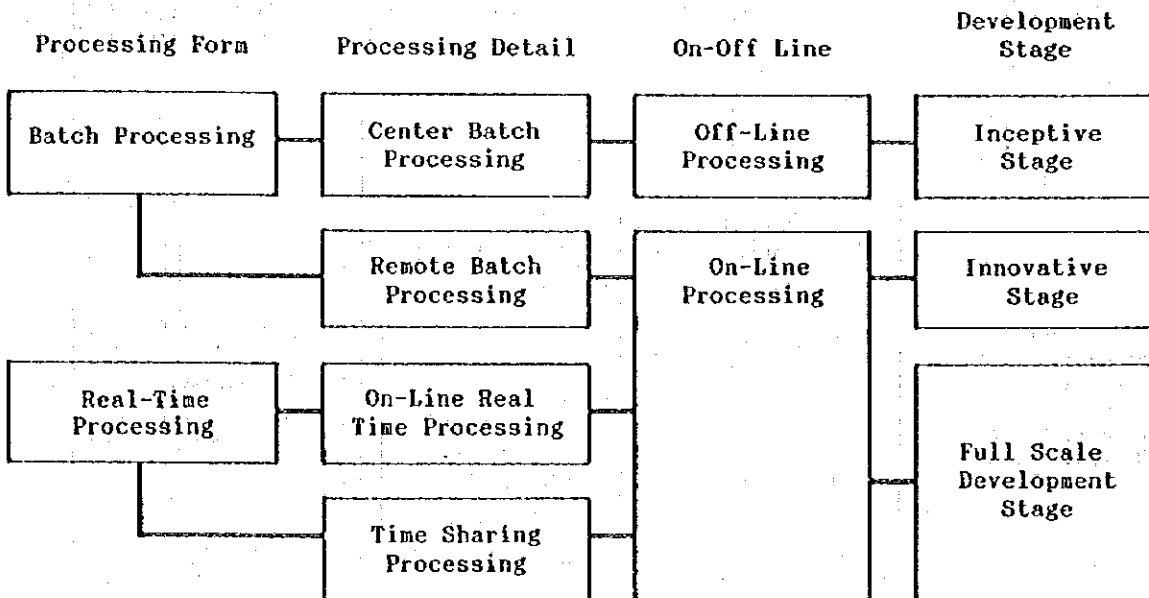 Processing Form
Processing Detail
On-Off Line
Development
Stage
Batch Processing
Center Batch
Processing
Off-Line
Processing
Inceptive
Stage
Remote Batch
Processing
On-Line
Processing
Innovative
Stage
Real-Time
Processing
On-Line Real
Time Processing
Full Scale
Development
Stage
Time Sharing
Processing